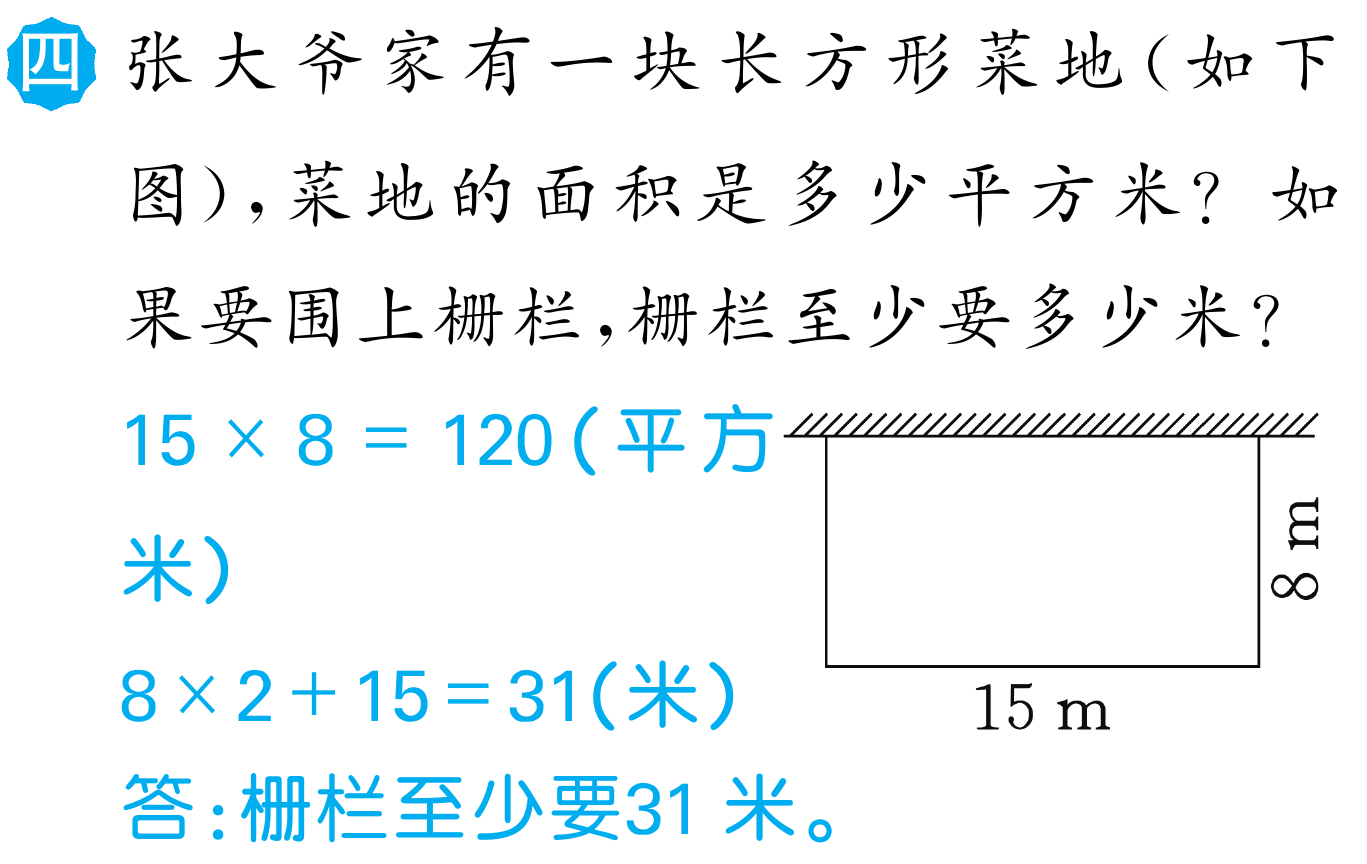 四 张大爷家有一块长方形菜地(如下
图),菜地的面积是多少平方米? 如
果要围上栅栏,栅栏至少要多少米?
15 × 8 = 120(平方
米)
8 m
8×2+15=31(米)
15 m
答:栅栏至少要31 米。